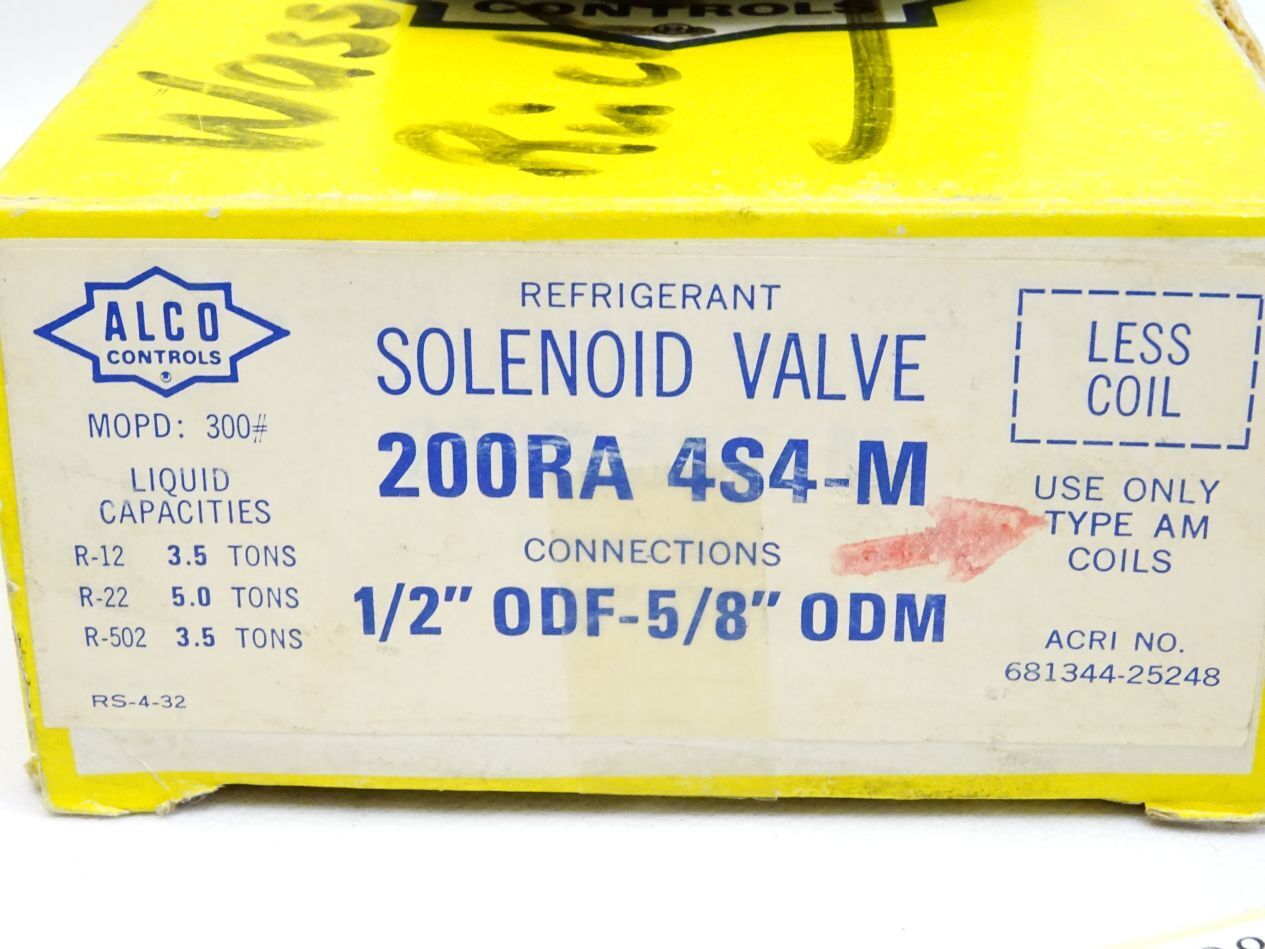 CONTROLS
Wass
ALCO
CONTROLS
MOPD: 300#
LIQUID
CAPACITIES
R-12 3.5 TONS
R-22 5.0 TONS
R-502 3.5 TONS
RS-4-32
REFRIGERANT
SOLENOID VALVE
200RA 4S4-M
CONNECTIONS
1/2" ODF-5/8" ODM
LESS
COIL
USE ONLY
TYPE AM
COILS
ACRI NO.
681344-25248